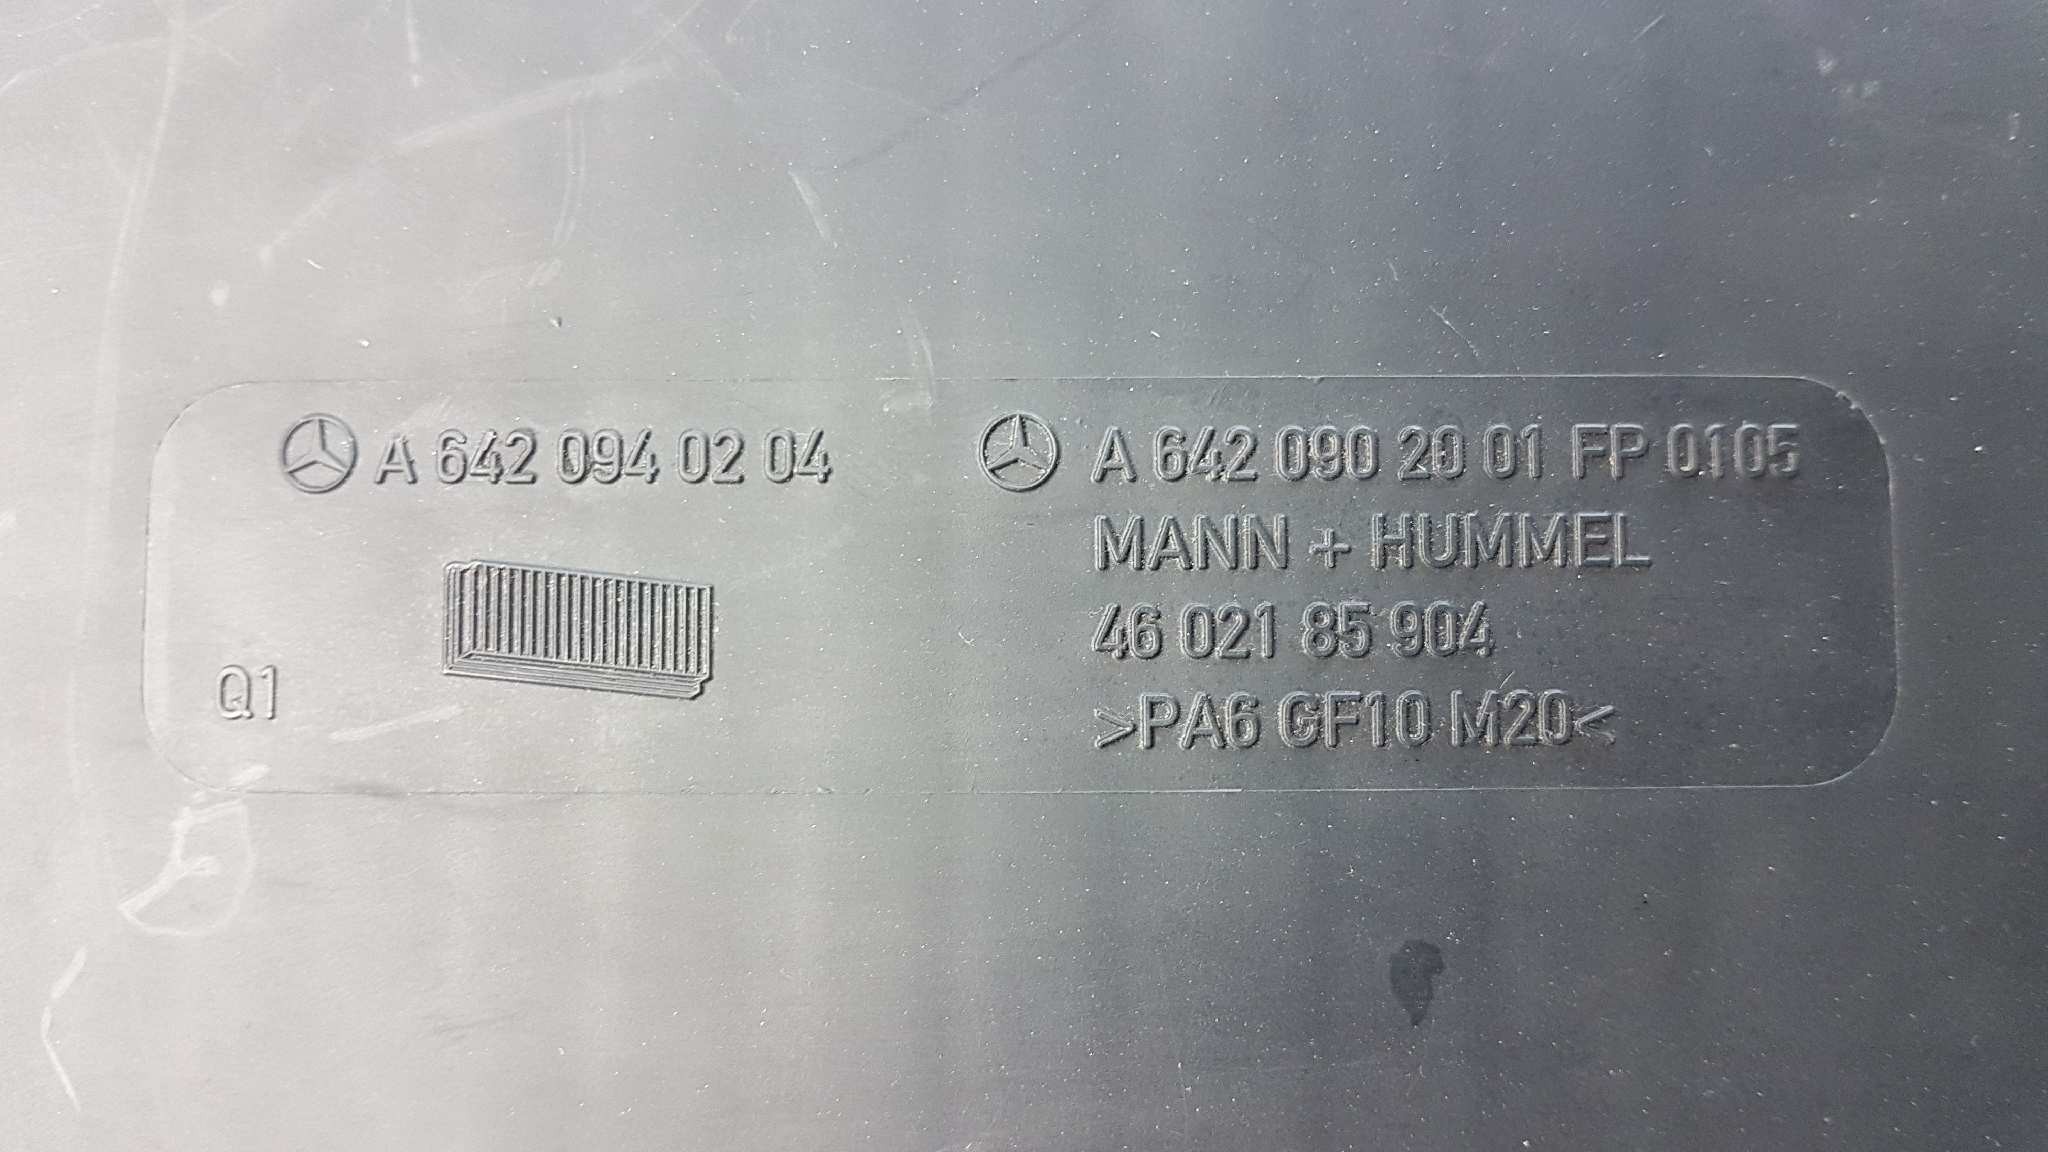 A 642 094 02 04
Q1
A 642 090 20 01 FP 0105
MANN + HUMMEL
46 021 85 904
>PA6 GF10 M20<